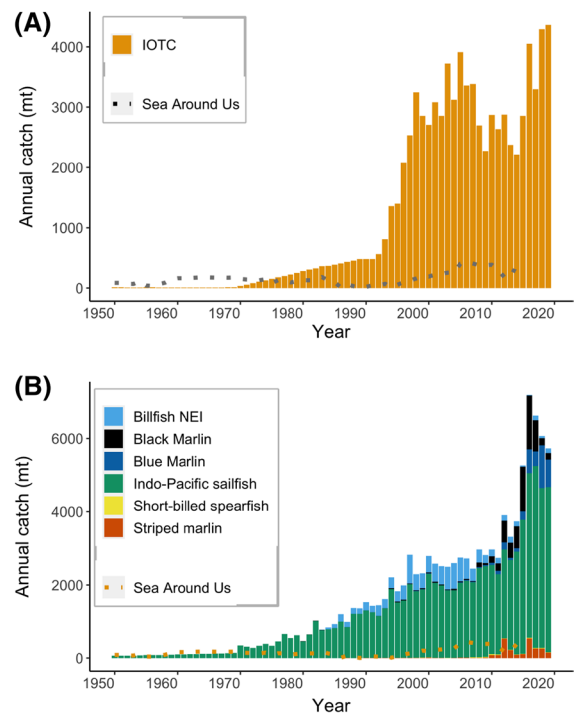 (A)
4000
3000
2000
1000
0
Annual catch (mt)
IOTC
Sea Around Us
1950 1960 1970 1980 1990 2000 2010 2020
Year
(B)
6000
4000
2000
0
Annual catch (mt)
Billfish NEI
Black Marlin
Blue Marlin
Indo-Pacific sailfish
Short-billed spearfish
Striped marlin
Sea Around Us
1950 1960 1970 1980 1990 2000 2010 2020
Year